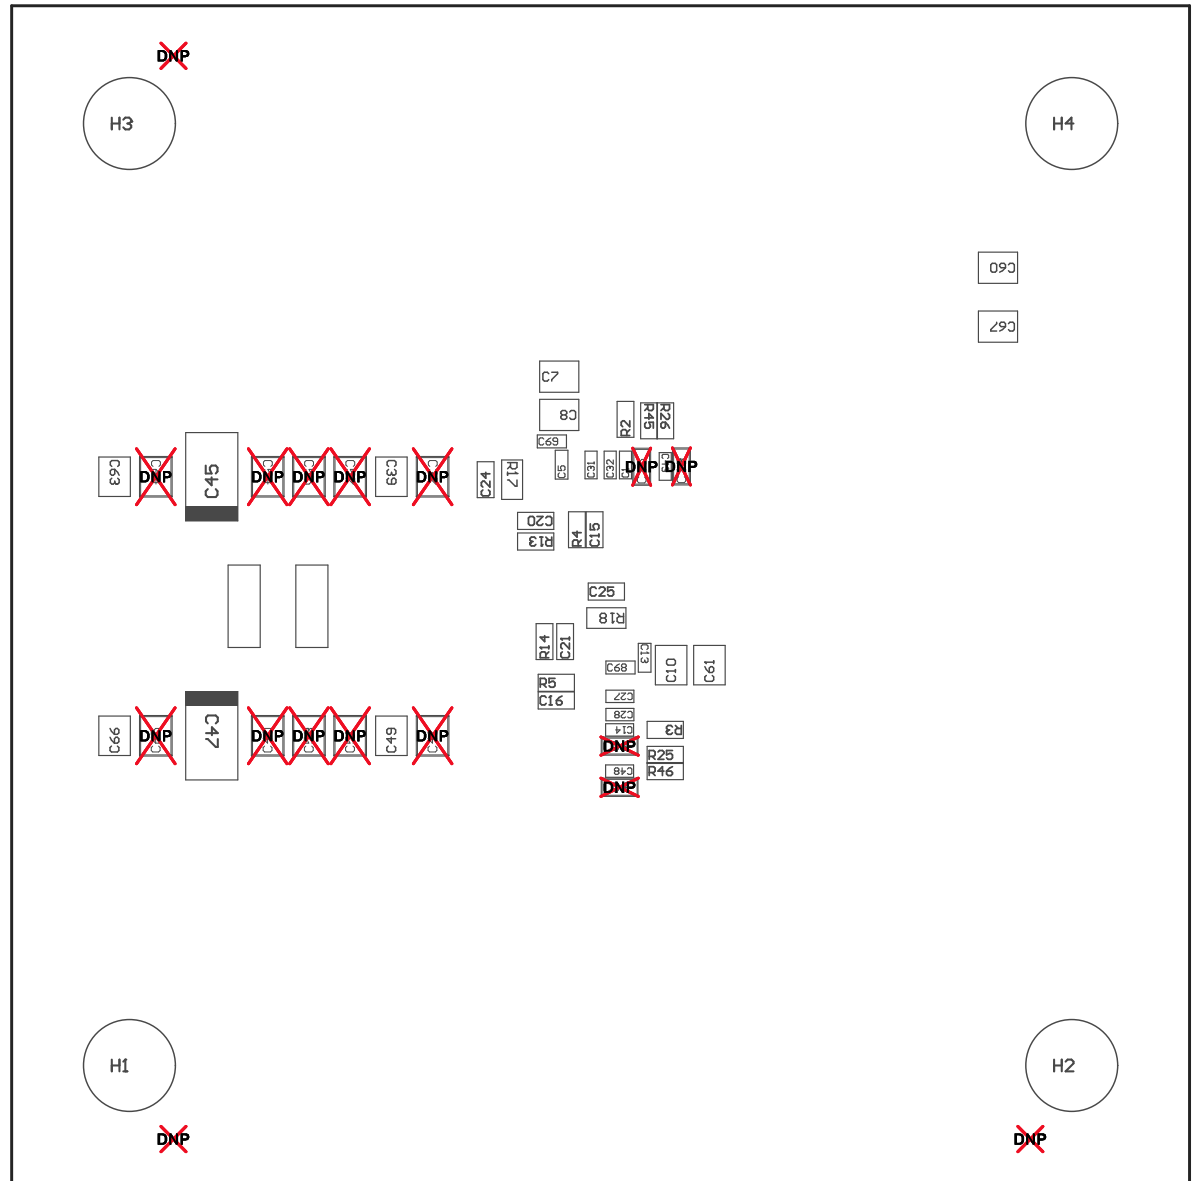 DNP
H3
H4
C60
C67
C7
C8
R2
R45
R26
C69
C63
DNP
C45
DNP
DNP
DNP
C39
DNP
C24
R17
C5
C31
C32
DNP
DNP
C20
R13
R4
C15
C25
R18
R14
C21
C68
C13
C10
C61
R5
C16
C27
C28
C14
R3
C66
DNP
C47
DNP
DNP
DNP
C49
DNP
DNP
R25
C48
R46
DNP
H1
H2
DNP
DNP